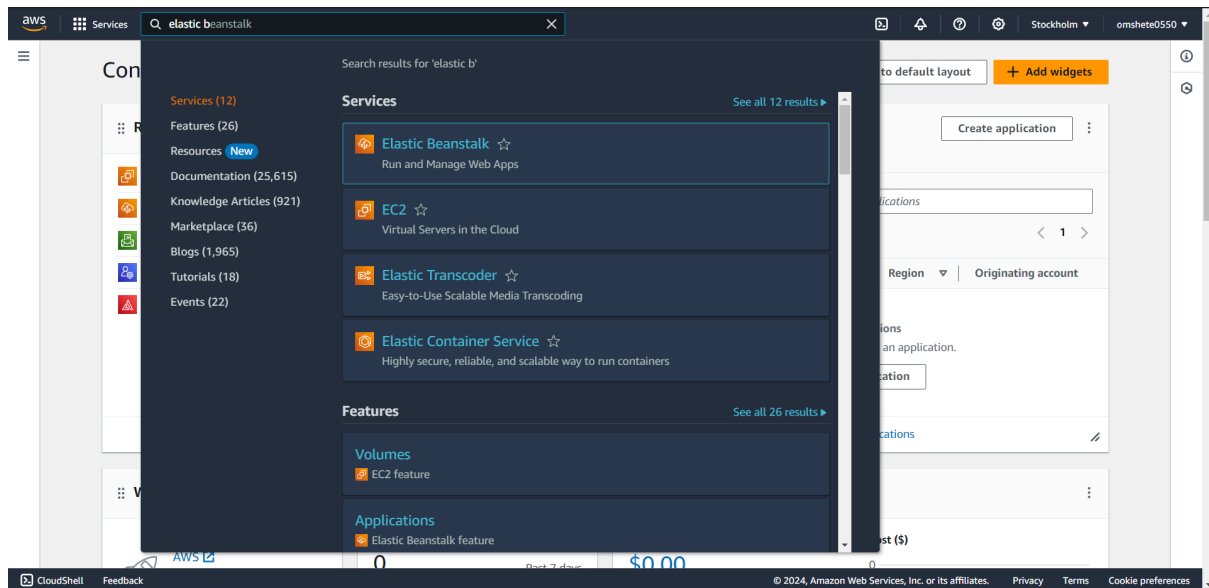 aws
Services
elastic beanstalk
Stockholm
omshete0550
Con
to default layout
+ Add widgets
Search results for 'elastic b'
Services (12)
Features (26)
Resources New
Documentation (25,615)
Knowledge Articles (921)
Marketplace (36)
Blogs (1,965)
Tutorials (18)
Events (22)
Services
See all 12 results
Elastic Beanstalk
Run and Manage Web Apps
EC2
Virtual Servers in the Cloud
Elastic Transcoder
Easy-to-Use Scalable Media Transcoding
Elastic Container Service
Highly secure, reliable, and scalable way to run containers
Features
See all 26 results
Volumes
EC2 feature
Applications
Elastic Beanstalk feature
R
Create application
lications
1
Region
Originating account
ions
an application.
cation
cations
W
ost ($)
AWS
0
Past 7 days
$0.00
0
CloudShell
Feedback
© 2024, Amazon Web Services, Inc. or its affiliates.
Privacy
Terms
Cookie preferences